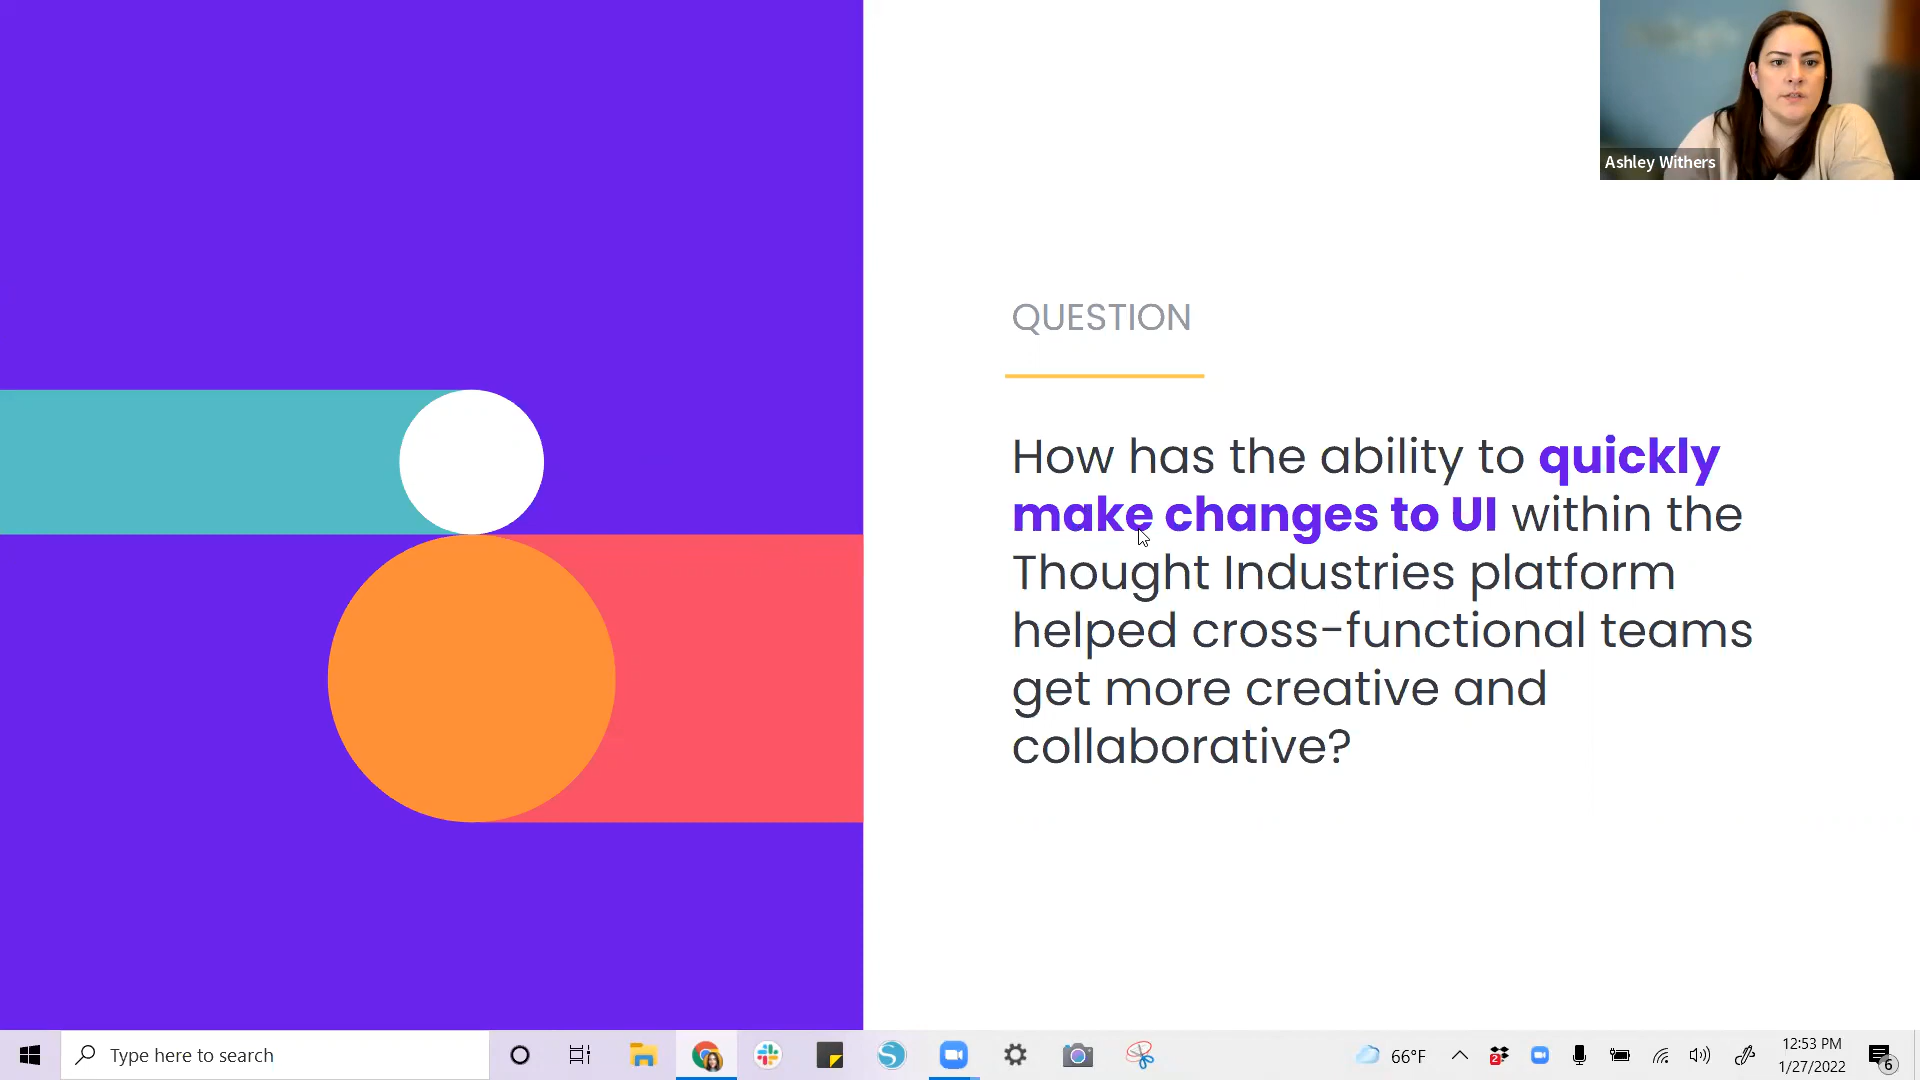 Ashley Withers
QUESTION
How has the ability to quickly
make changes to UI within the
Thought Industries platform
helped cross-functional teams
get more creative and
collaborative?
Type here to search
2
66°F
12:53 PM
1/27/2022
6